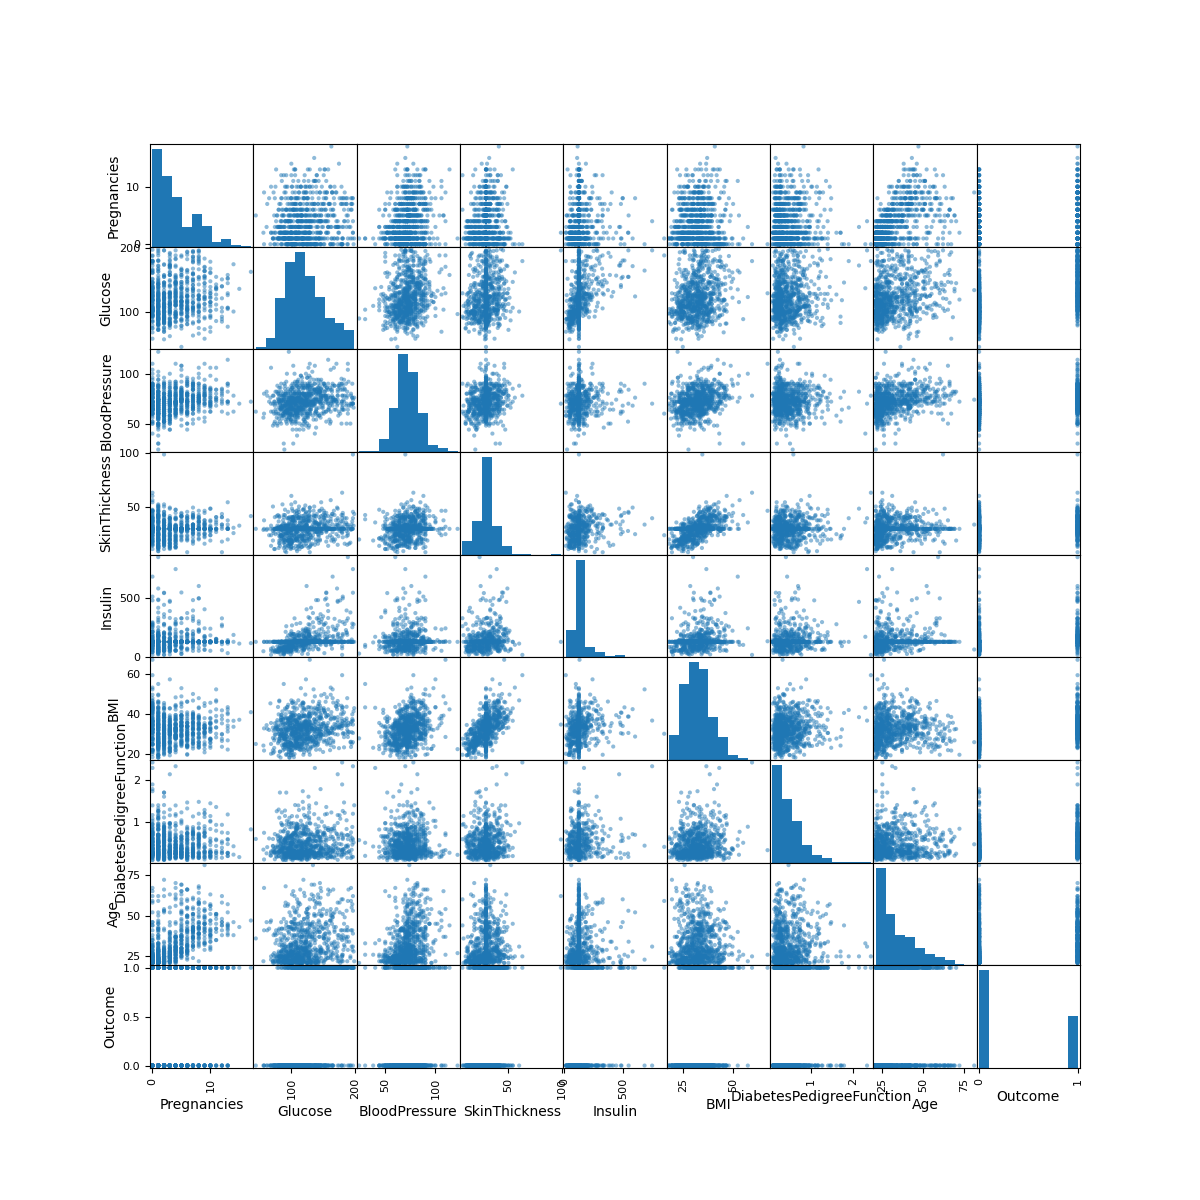 Pregnancies
10
0
Glucose
200
100
BloodPressure
100
50
SkinThickness
100
50
Insulin
500
0
BMI
60
40
20
DiabetesPedigreeFunction
2
1
Age
75
50
25
Outcome
1.0
0.5
0.0
0 10 100 200 50 100 50 100 0 500 25 50 1 2 25 50 75 0 1
Pregnancies Glucose BloodPressure SkinThickness Insulin BMI DiabetesPedigreeFunction Age Outcome